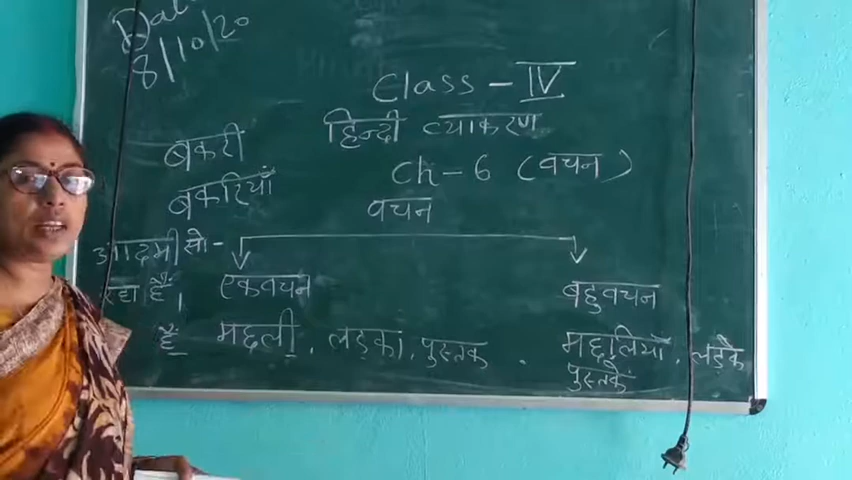 Date
8/10/20
Class - IV
हिन्दी व्याकरण
Ch - 6 (वचन)
बकरी
बकरियाँ
वचन
आदमी सो-
रहा है।
है
एकवचन
बहुवचन
मछली, लड़का, पुस्तक.
मछलियाँ, लड़के
पुस्तकें